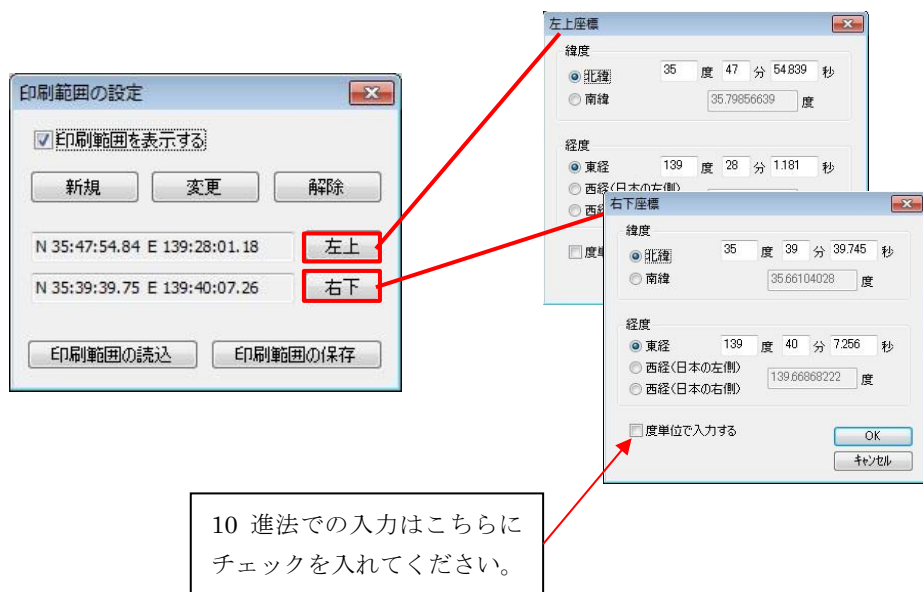 印刷範囲の設定
印刷範囲を表示する
新規 変更 解除
N 35:47:54.84 E 139:28:01.18 左上
N 35:39:39.75 E 139:40:07.26 右下
印刷範囲の読込 印刷範囲の保存
左上座標
緯度
北緯 35 度 47 分 54.839 秒
南緯 35.79856639 度
経度
東経 139 度 28 分 1.181 秒
西経(日本の左側)
西経
度単
右下座標
緯度
北緯 35 度 39 分 39.745 秒
南緯 35.66104028 度
経度
東経 139 度 40 分 7.256 秒
西経(日本の左側)
139.66868222 度
西経(日本の右側)
度単位で入力する
OK
キャンセル
10 進法での入力はこちらに
チェックを入れてください。